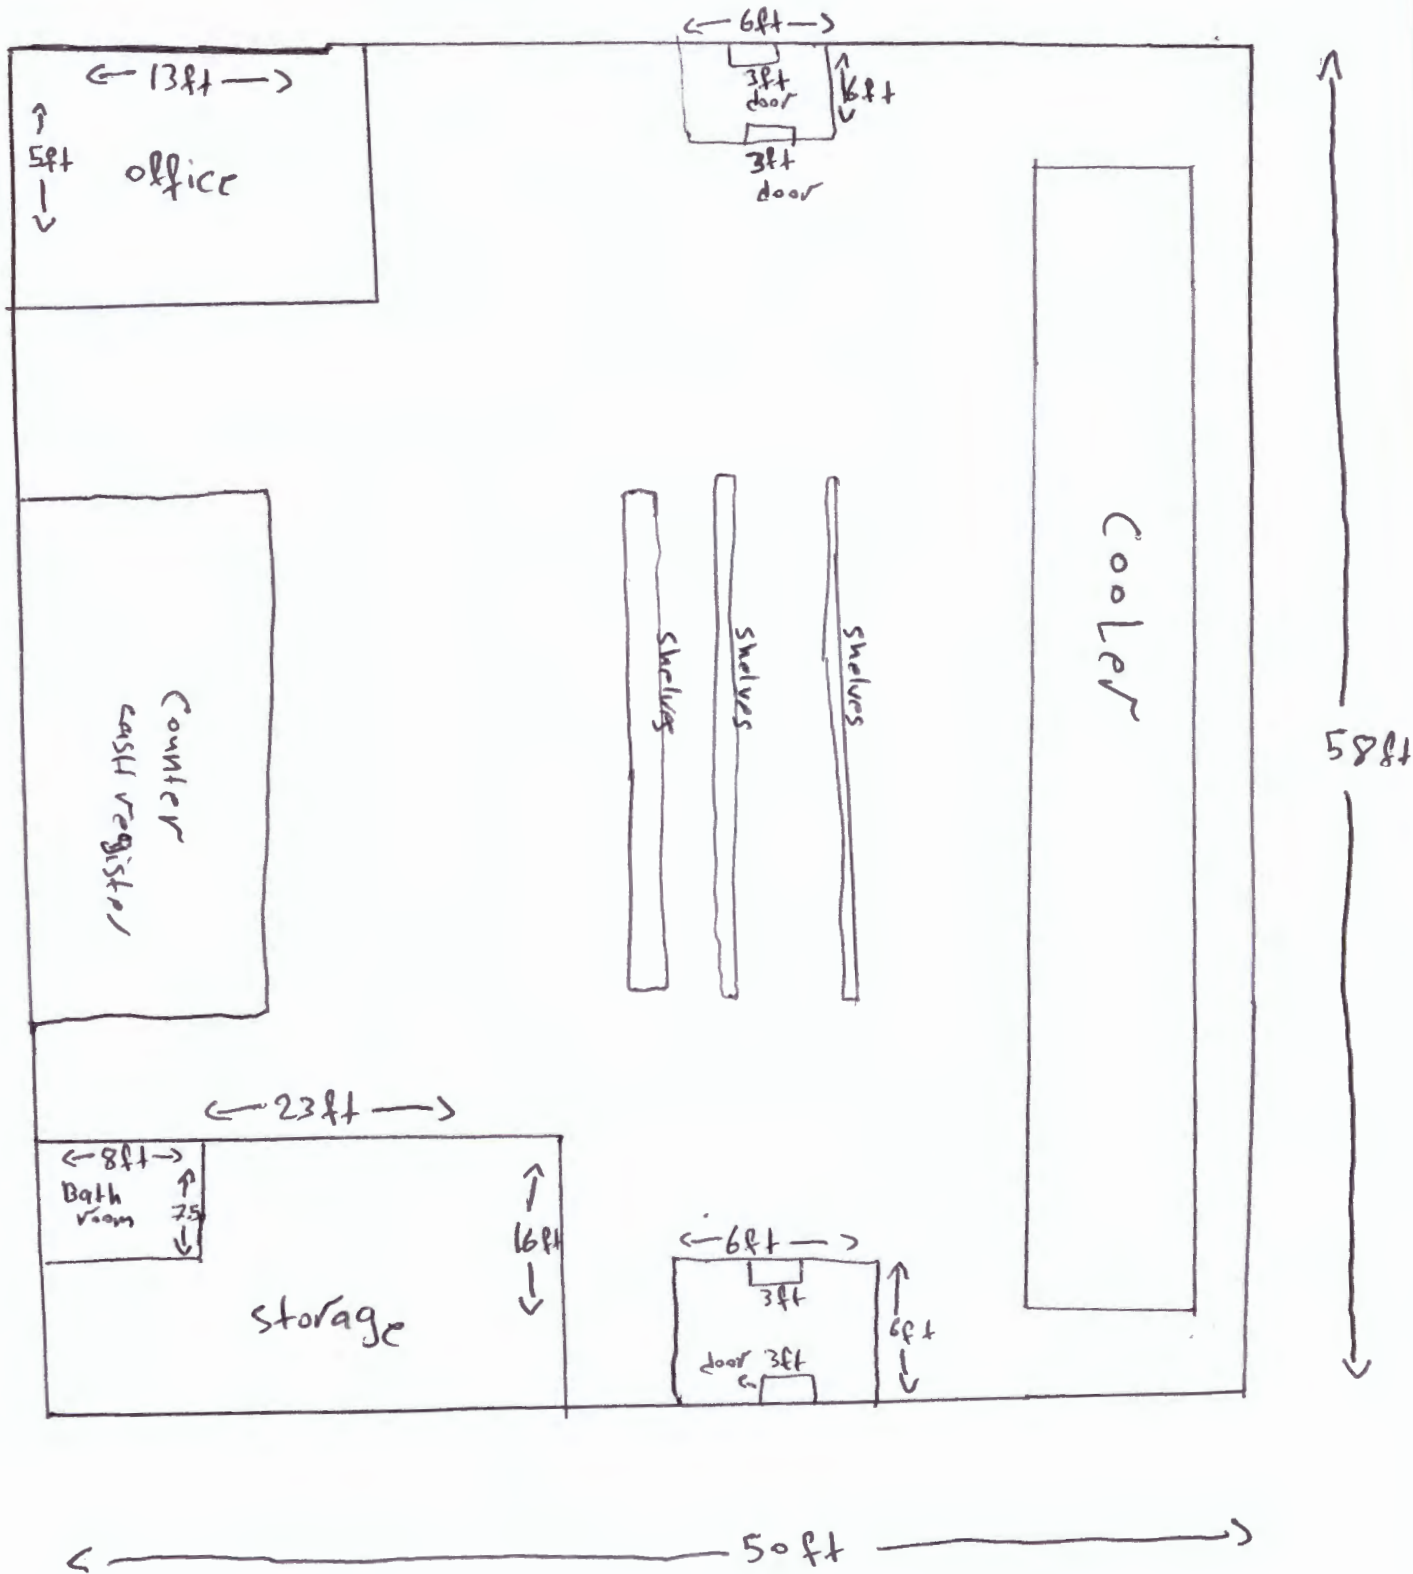 6ft
13ft
3ft
door
6ft
5ft
office
3ft
door
Cooler
shelves
shelves
shelves
58ft
Counter
cash register
23ft
8ft
Bath
room
7.5
16ft
6ft
3ft
storage
6ft
door 3ft
50ft